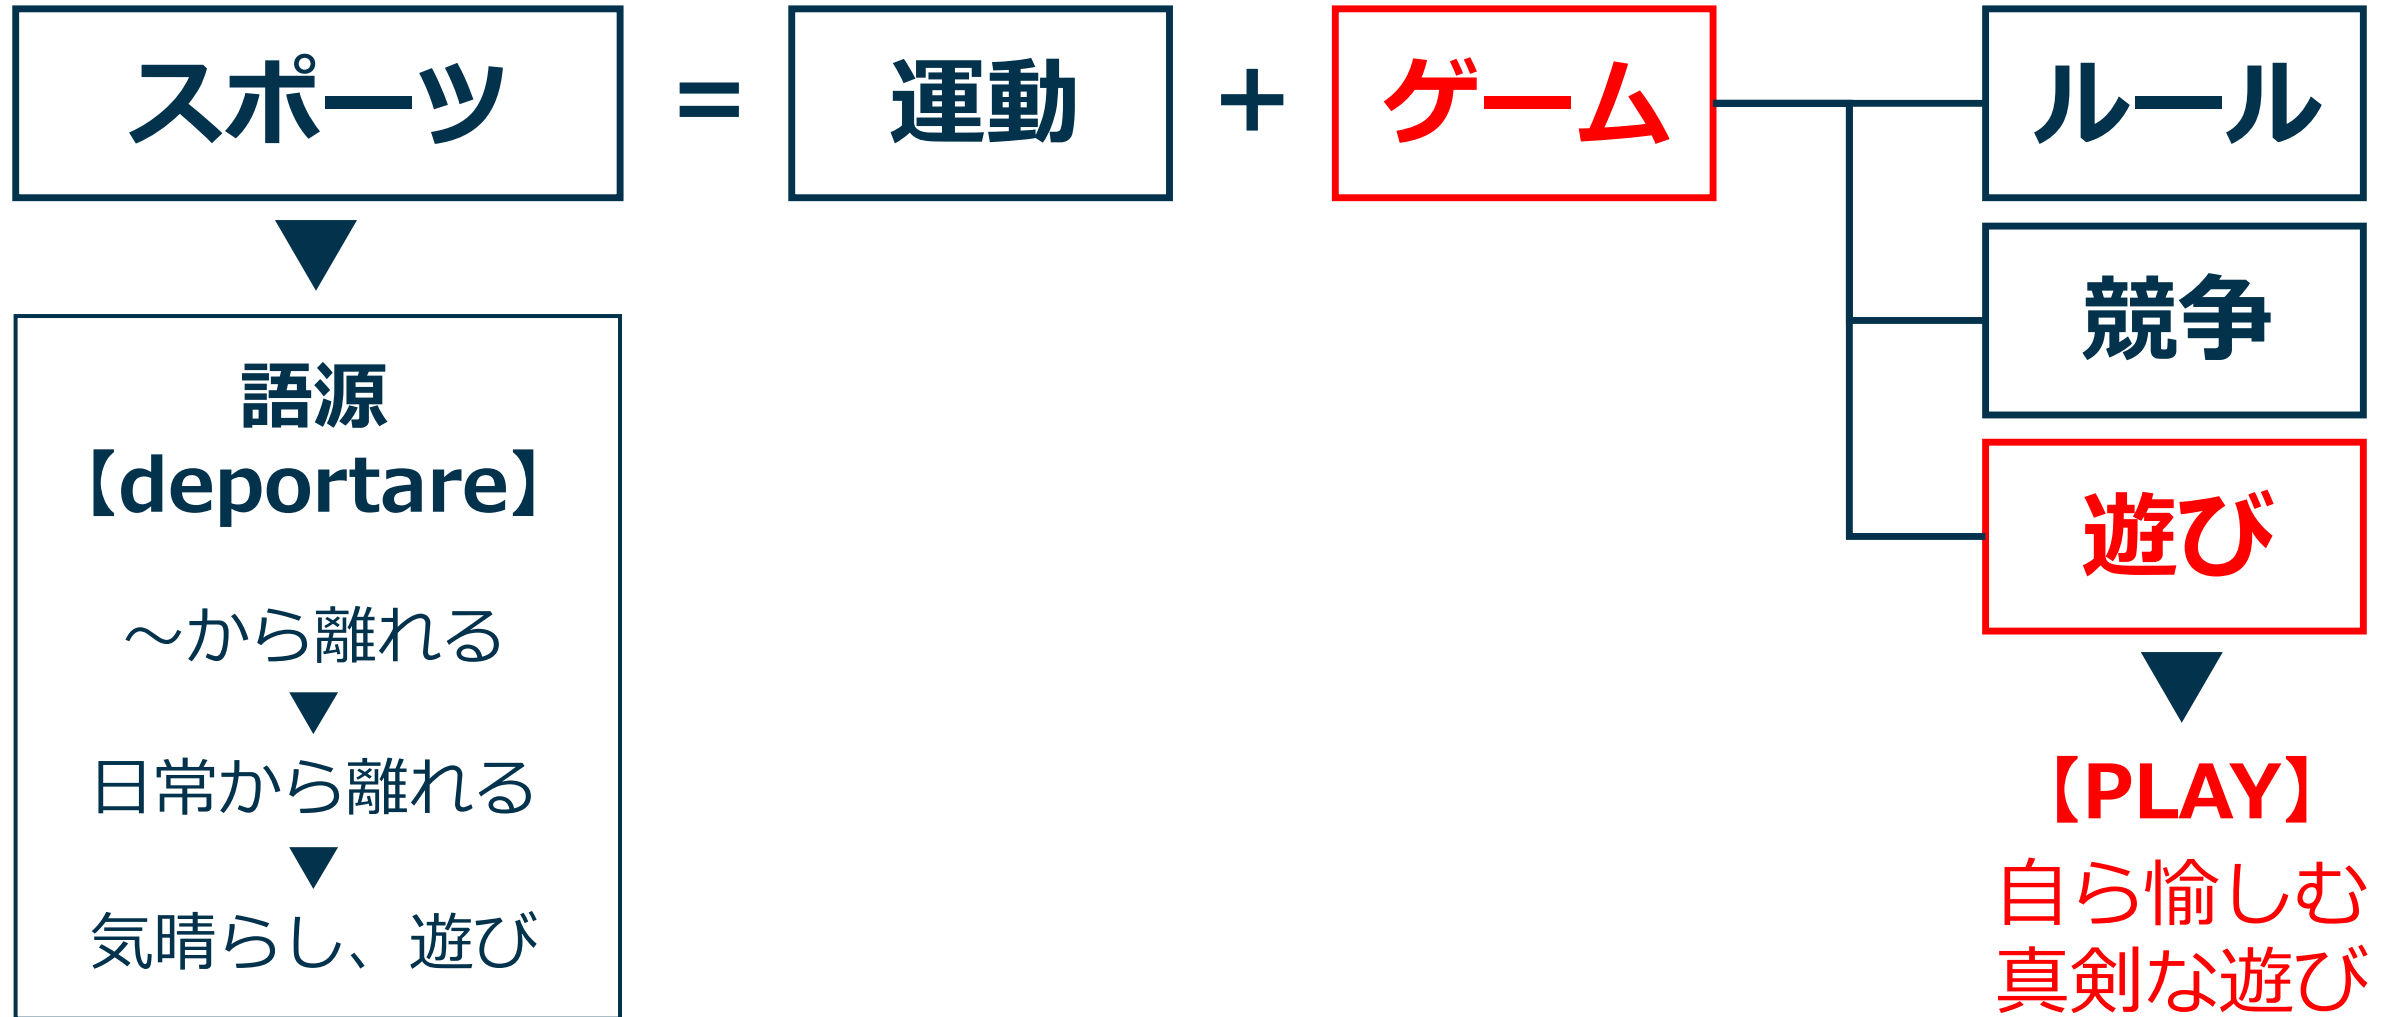 スポーツ = 運動 + ゲーム ルール
競争
遊び
語源
【deportare】
～から離れる
日常から離れる
気晴らし、遊び
【PLAY】
自ら愉しむ
真剣な遊び